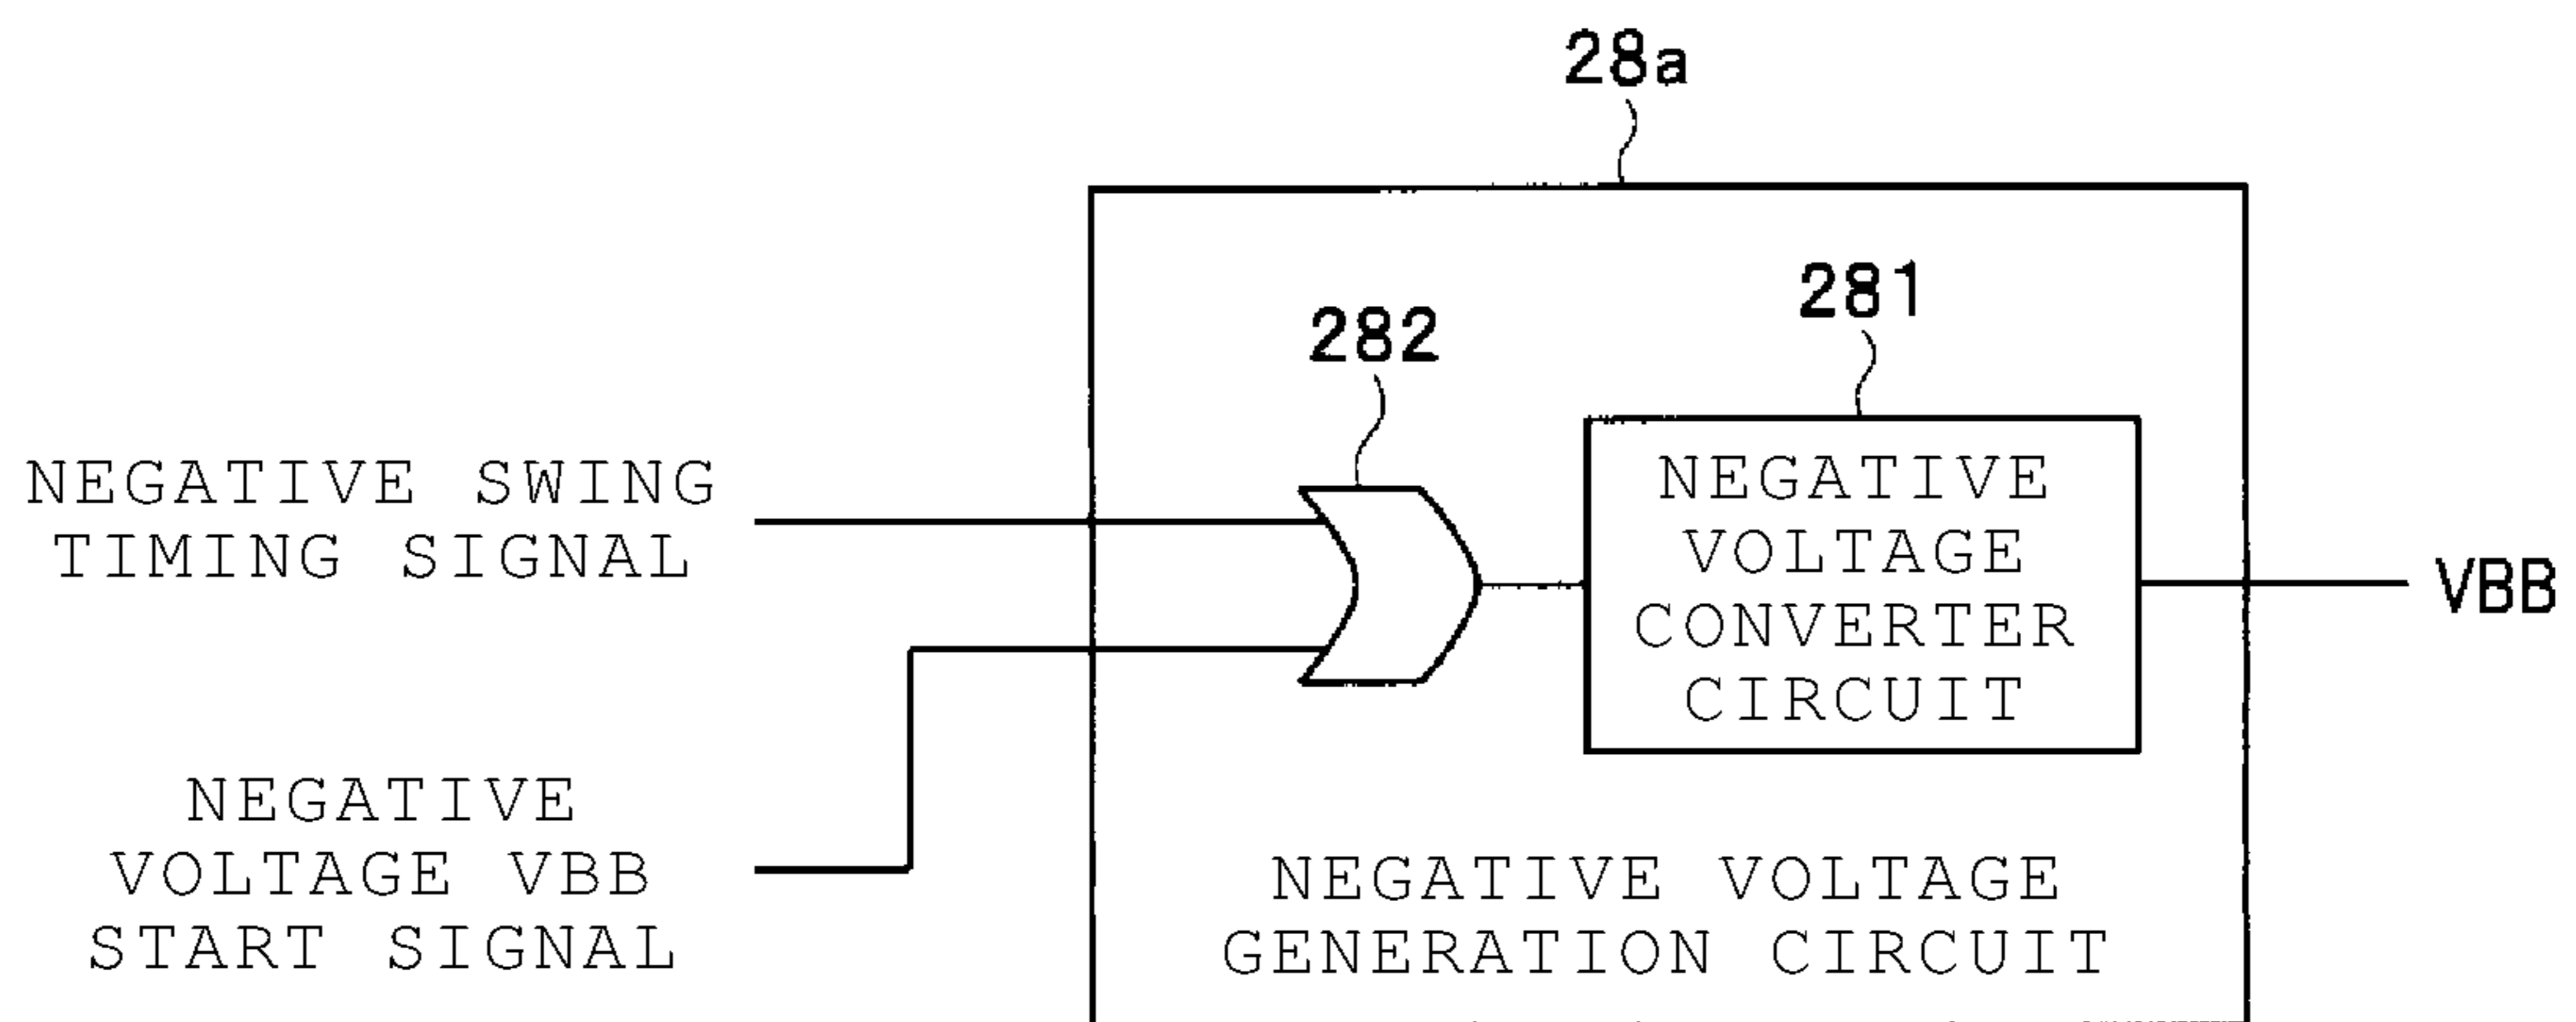 28a
281
282
NEGATIVE SWING
TIMING SIGNAL
NEGATIVE
VOLTAGE
CONVERTER
CIRCUIT
VBB
NEGATIVE
VOLTAGE VBB
START SIGNAL
NEGATIVE VOLTAGE
GENERATION CIRCUIT